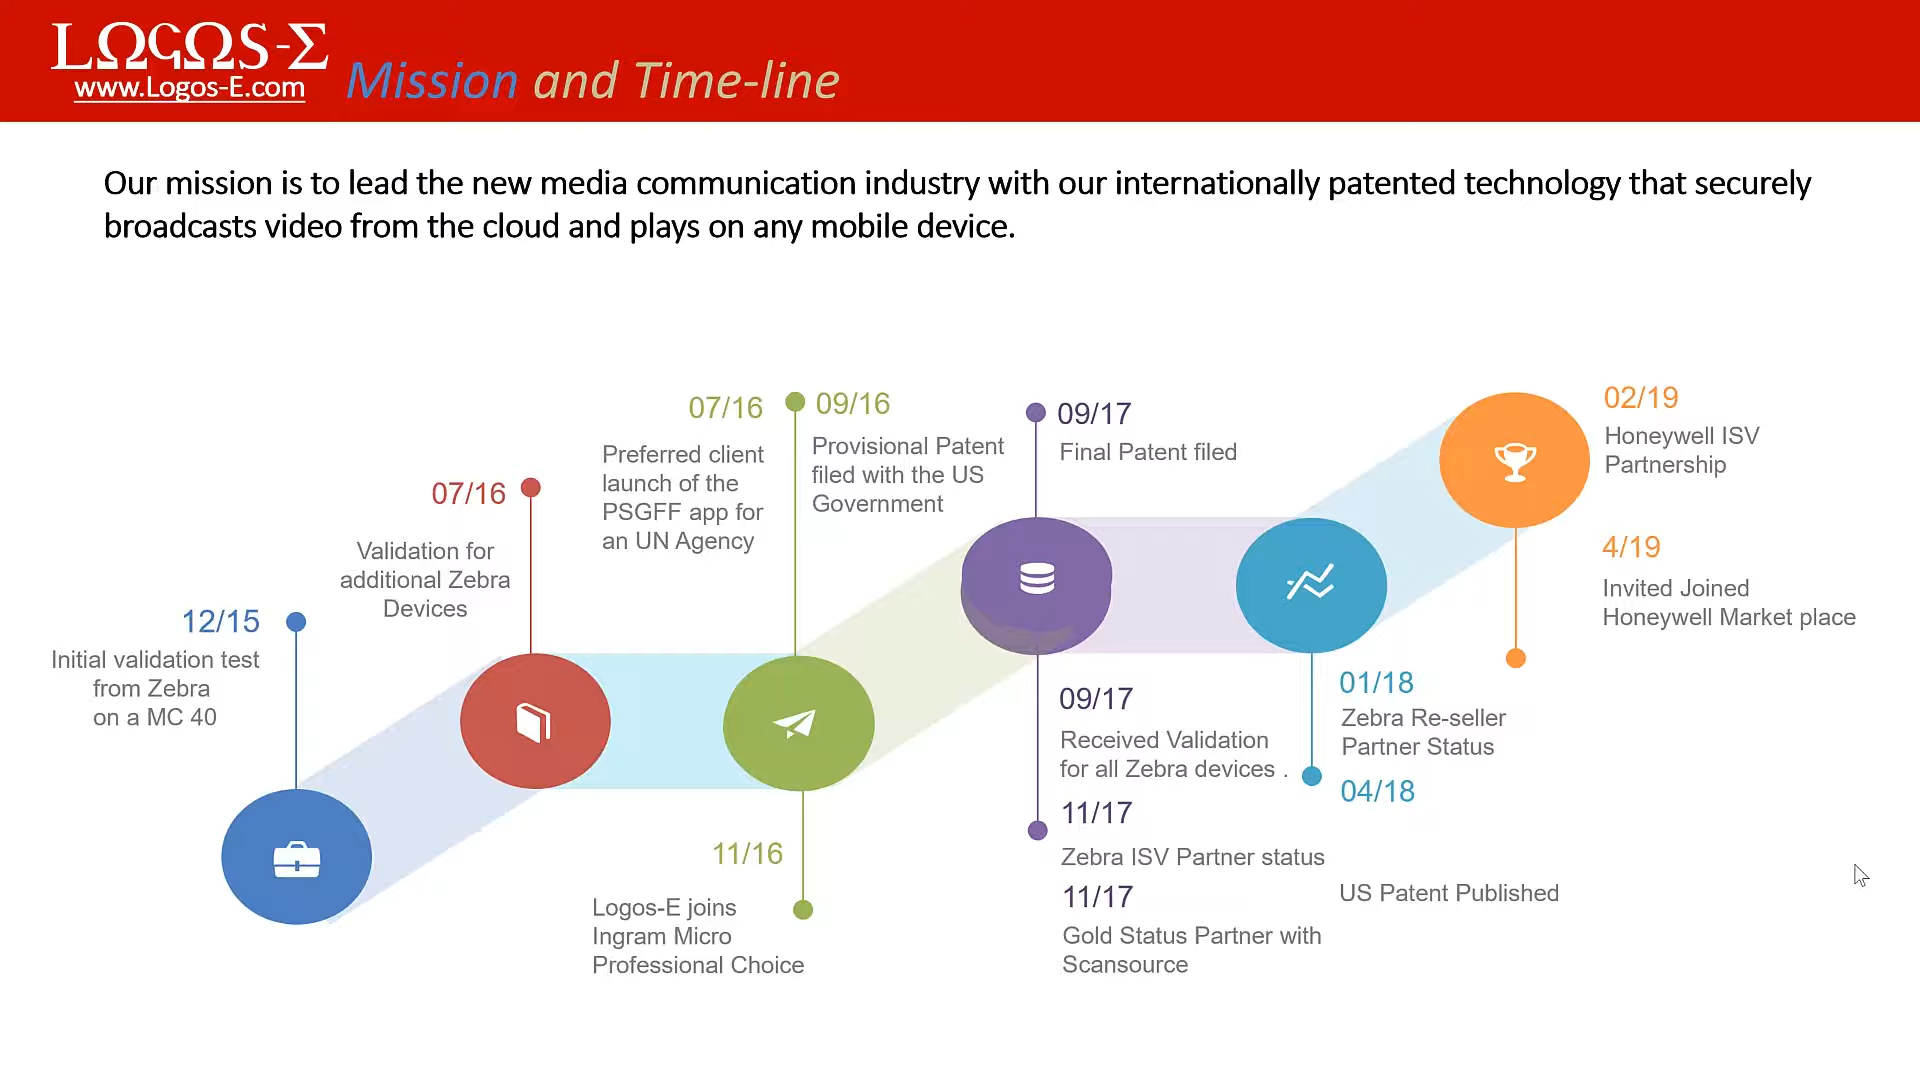 LΩGΩS-Σ
www.Logos-E.com
Mission and Time-line
Our mission is to lead the new media communication industry with our internationally patented technology that securely
broadcasts video from the cloud and plays on any mobile device.
12/15
Initial validation test
from Zebra
on a MC 40
07/16
Validation for
additional Zebra
Devices
07/16
Preferred client
launch of the
PSGFF app for
an UN Agency
09/16
Provisional Patent
filed with the US
Government
11/16
Logos-E joins
Ingram Micro
Professional Choice
09/17
Final Patent filed
09/17
Received Validation
for all Zebra devices .
11/17
Zebra ISV Partner status
11/17
Gold Status Partner with
Scansource
01/18
Zebra Re-seller
Partner Status
04/18
US Patent Published
02/19
Honeywell ISV
Partnership
4/19
Invited Joined
Honeywell Market place